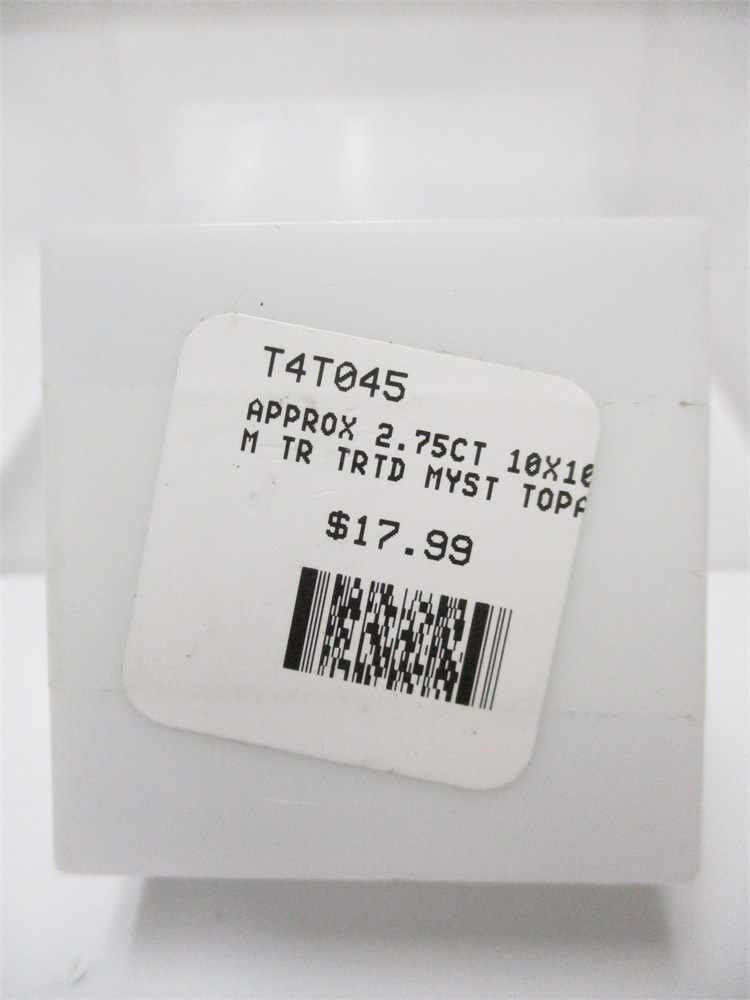 T4T045
APPROX 2.75CT 10X10
M TR TRTD MYST TOPA
$17.99